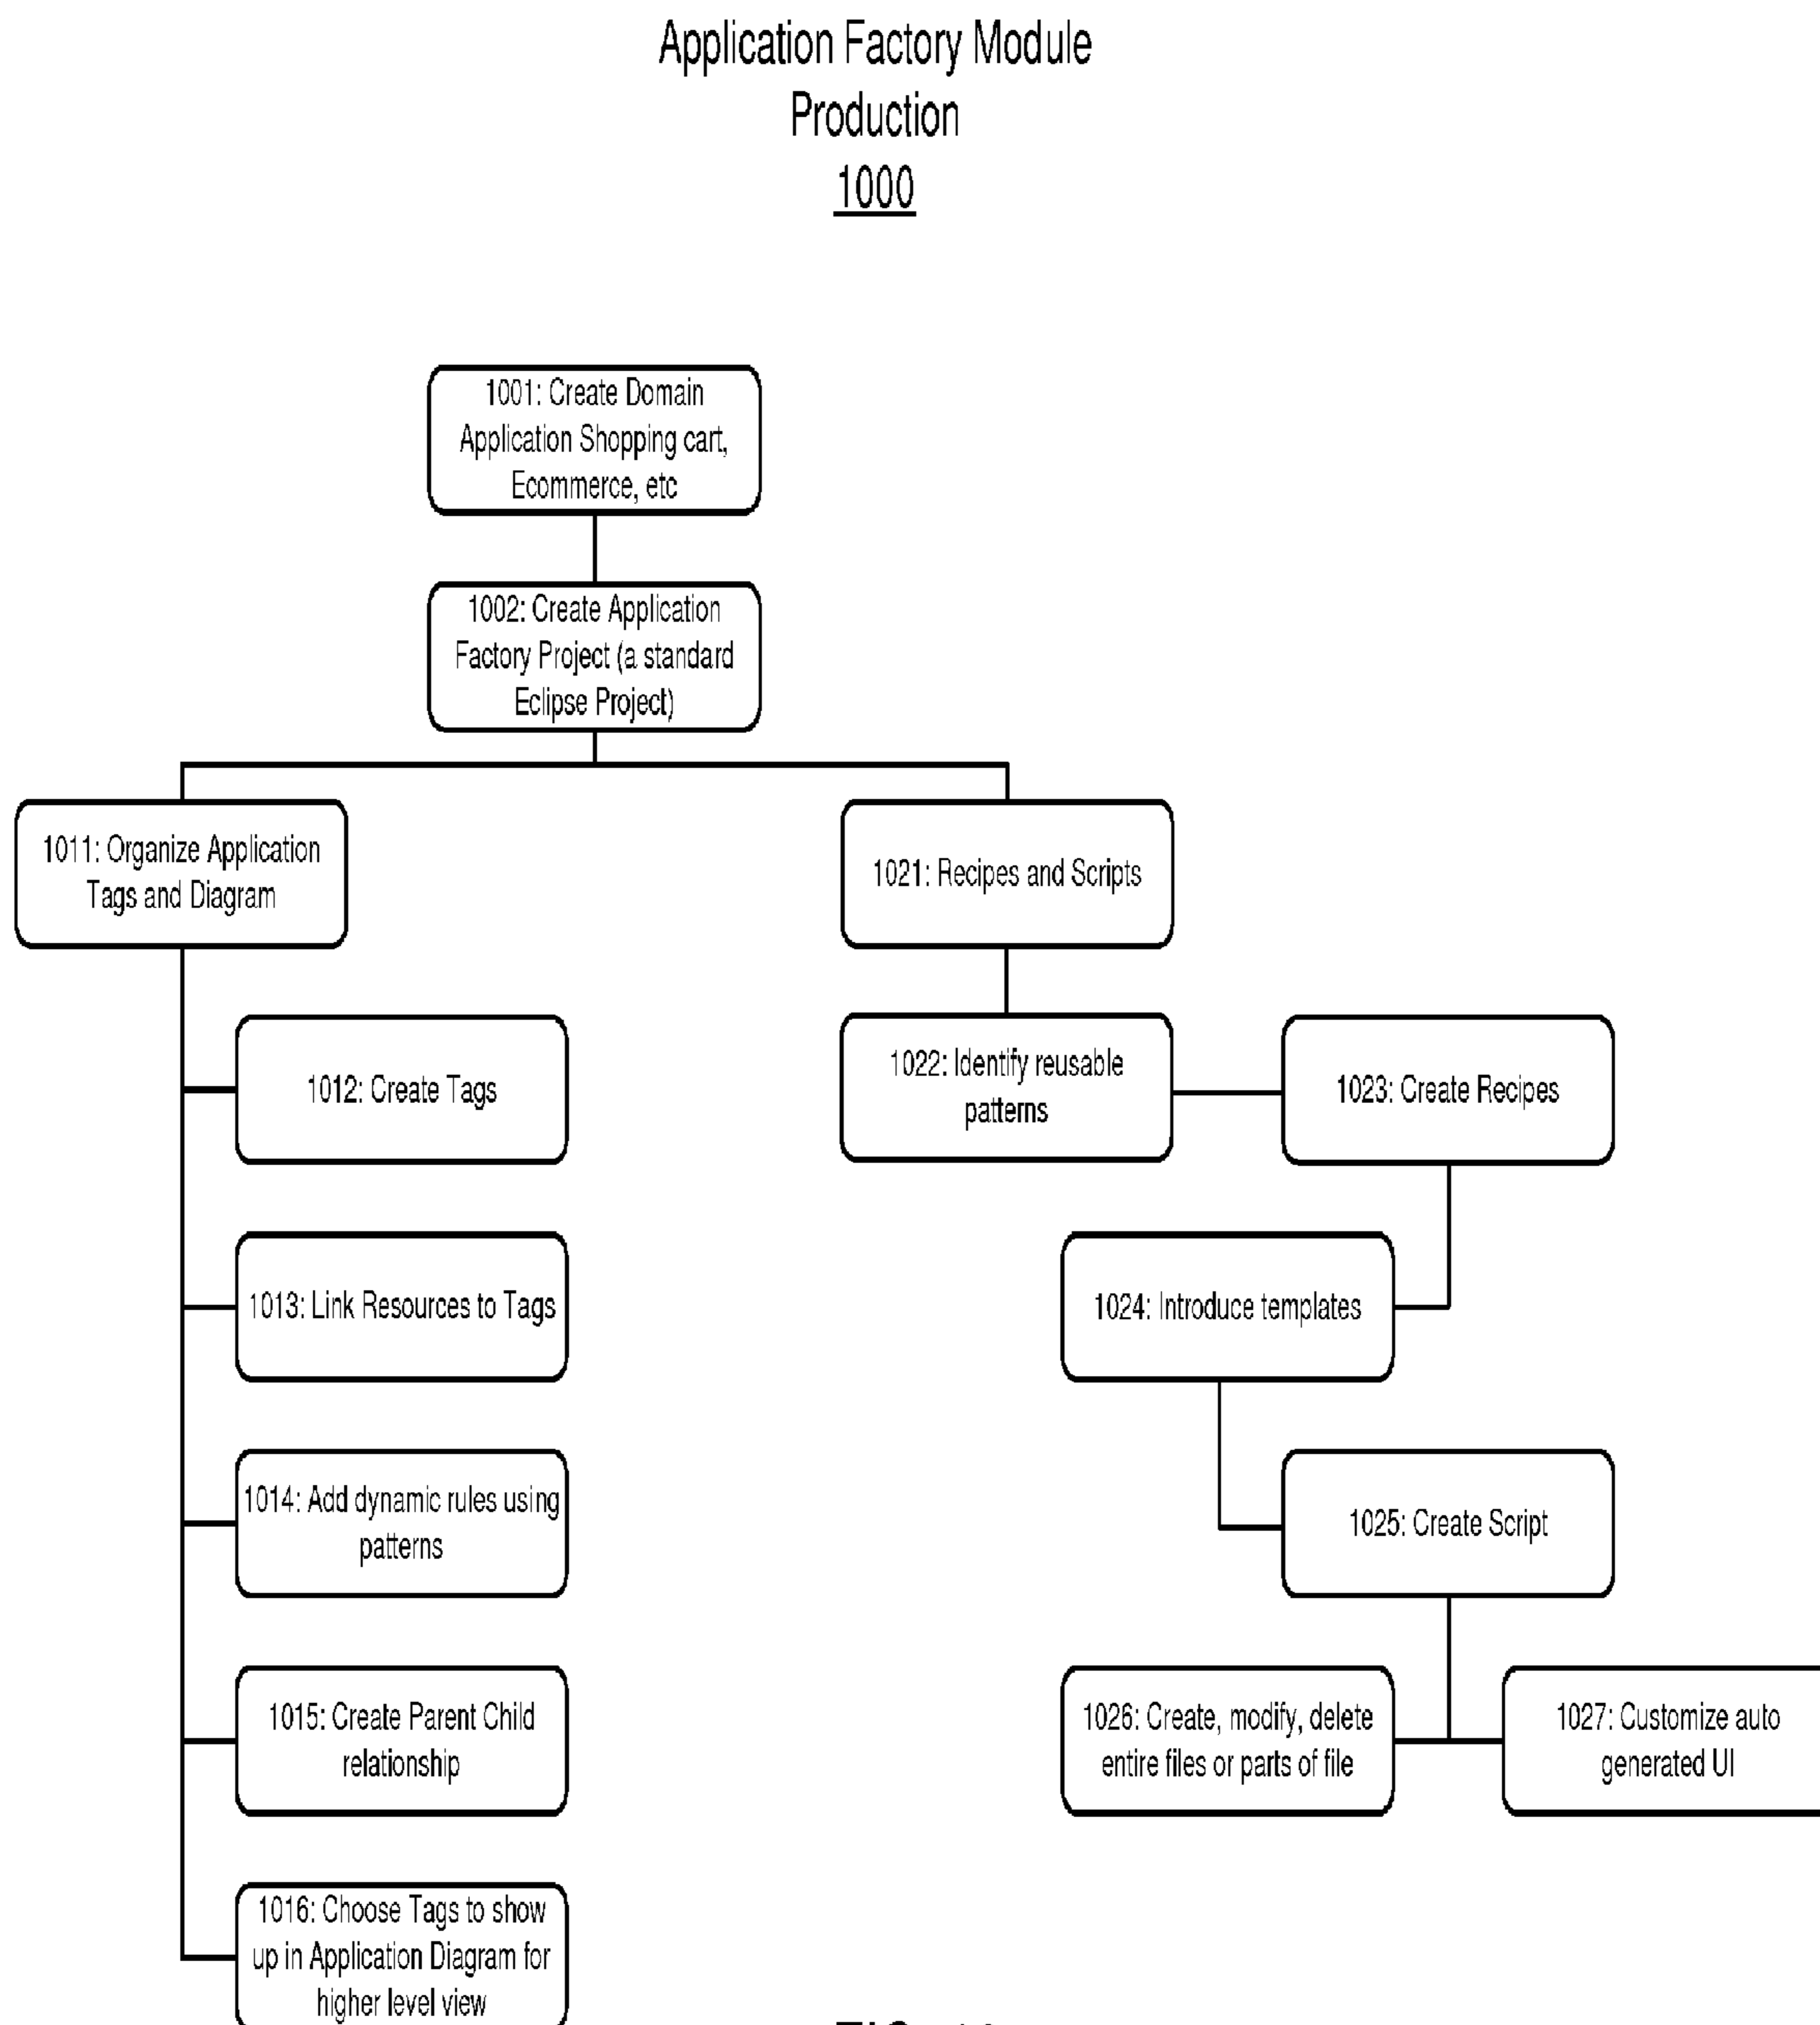 Application Factory Module
Production
1000
1001: Create Domain
Application Shopping cart,
Ecommerce, etc
1002: Create Application
Factory Project (a standard
Eclipse Project)
1011: Organize Application
Tags and Diagram
1012: Create Tags
1013: Link Resources to Tags
1014: Add dynamic rules using
patterns
1015: Create Parent Child
relationship
1016: Choose Tags to show
up in Application Diagram for
higher level view
1021: Recipes and Scripts
1022: Identify reusable
patterns
1023: Create Recipes
1024: Introduce templates
1025: Create Script
1026: Create, modify, delete
entire files or parts of file
1027: Customize auto
generated UI